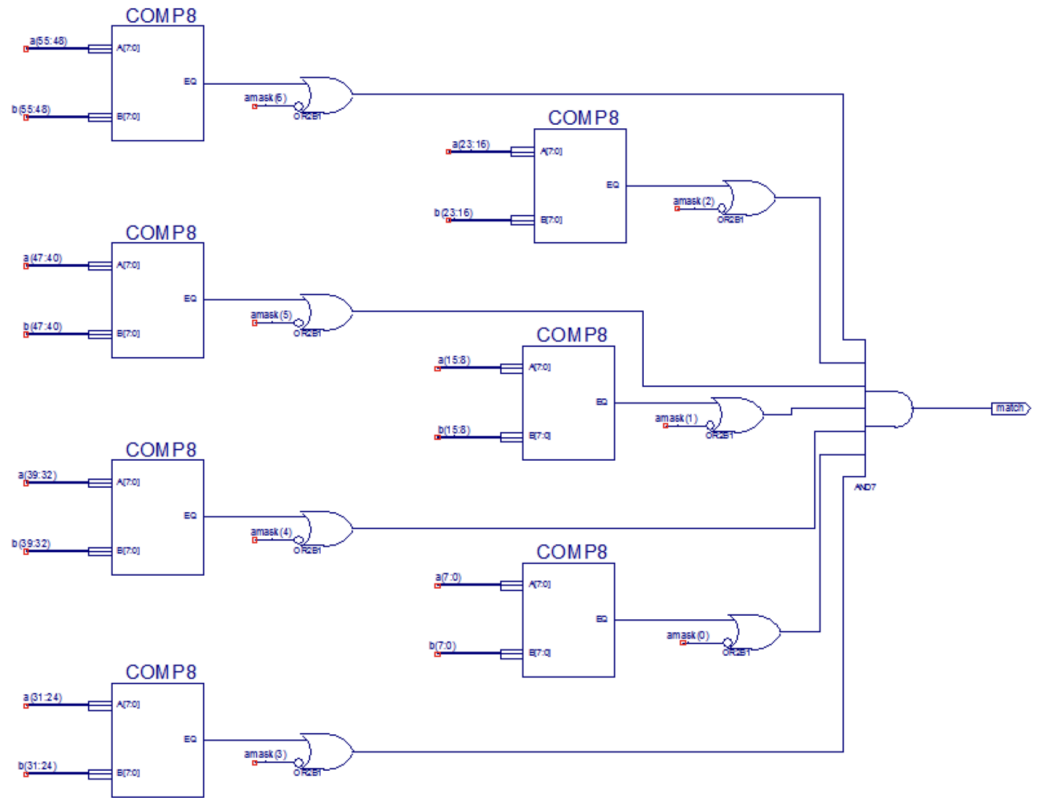 COMP8
a(55:48)
A[7:0]
EQ
amask(6)
OR2B1
b(55:48)
B[7:0]
COMP8
a(23:16)
A[7:0]
EQ
amask(2)
OR2B1
b(23:16)
B[7:0]
COMP8
a(47:40)
A[7:0]
EQ
amask(5)
OR2B1
b(47:40)
B[7:0]
COMP8
a(15:8)
A[7:0]
EQ
amask(1)
OR2B1
b(15:8)
B[7:0]
match
AND7
COMP8
a(39:32)
A[7:0]
EQ
amask(4)
OR2B1
b(39:32)
B[7:0]
COMP8
a(7:0)
A[7:0]
EQ
amask(0)
OR2B1
b(7:0)
B[7:0]
COMP8
a(31:24)
A[7:0]
EQ
amask(3)
OR2B1
b(31:24)
B[7:0]